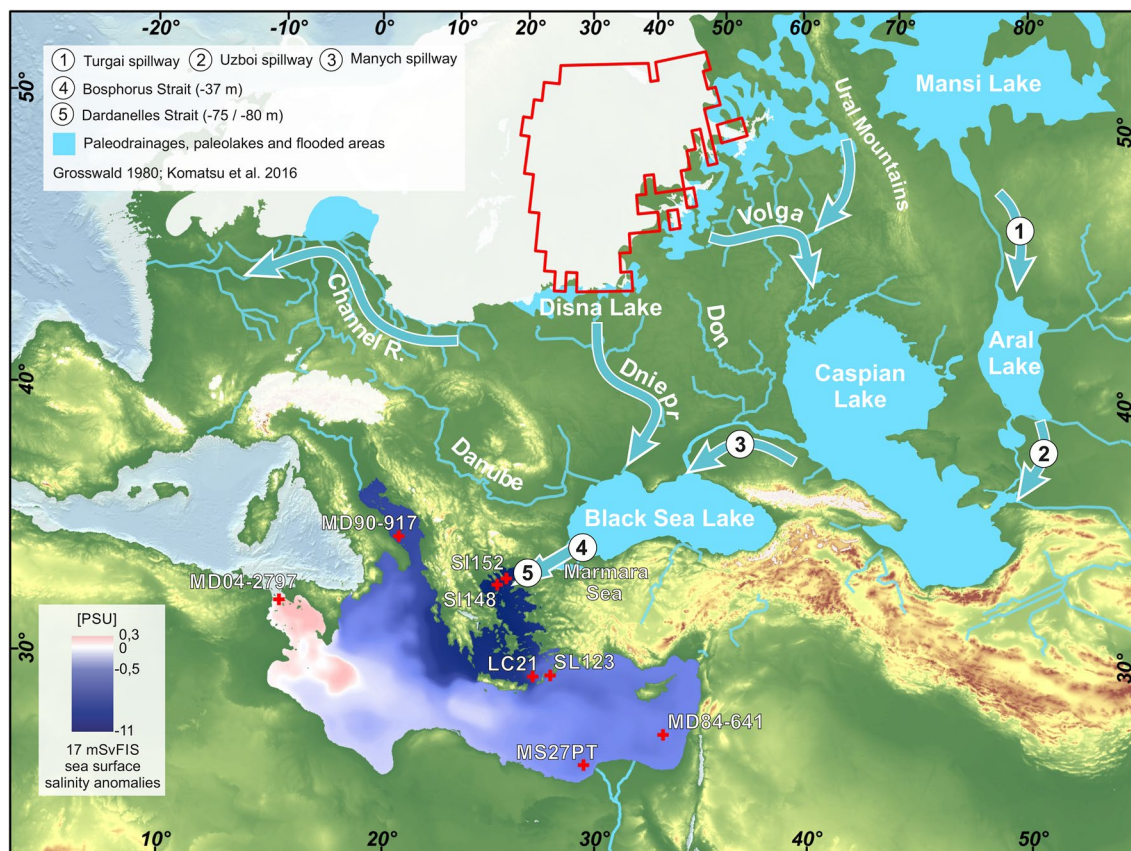 -20° -10° 0° 10° 20° 30° 40° 50° 60° 70° 80°
① Turgai spillway ② Uzboi spillway ③ Manych spillway
④ Bosphorus Strait (-37 m)
⑤ Dardanelles Strait (-75 / -80 m)
Paleodrainages, paleolakes and flooded areas
Grosswald 1980; Komatsu et al. 2016
50°
50°
Mansi Lake
Ural Mountains
Volga
1
Channel R.
Disna Lake
Don
Aral
Lake
Dniepr
Caspian
Lake
40°
40°
3
2
Danube
MD90-917
Black Sea Lake
4
SI152
5
Marmara
Sea
MD04-2797
SI148
[PSU]
0,3
0
-0,5
-11
17 mSvFIS
sea surface
salinity anomalies
30°
30°
LC21
SL123
MD84-641
MS27PT
10° 20° 30° 40° 50°